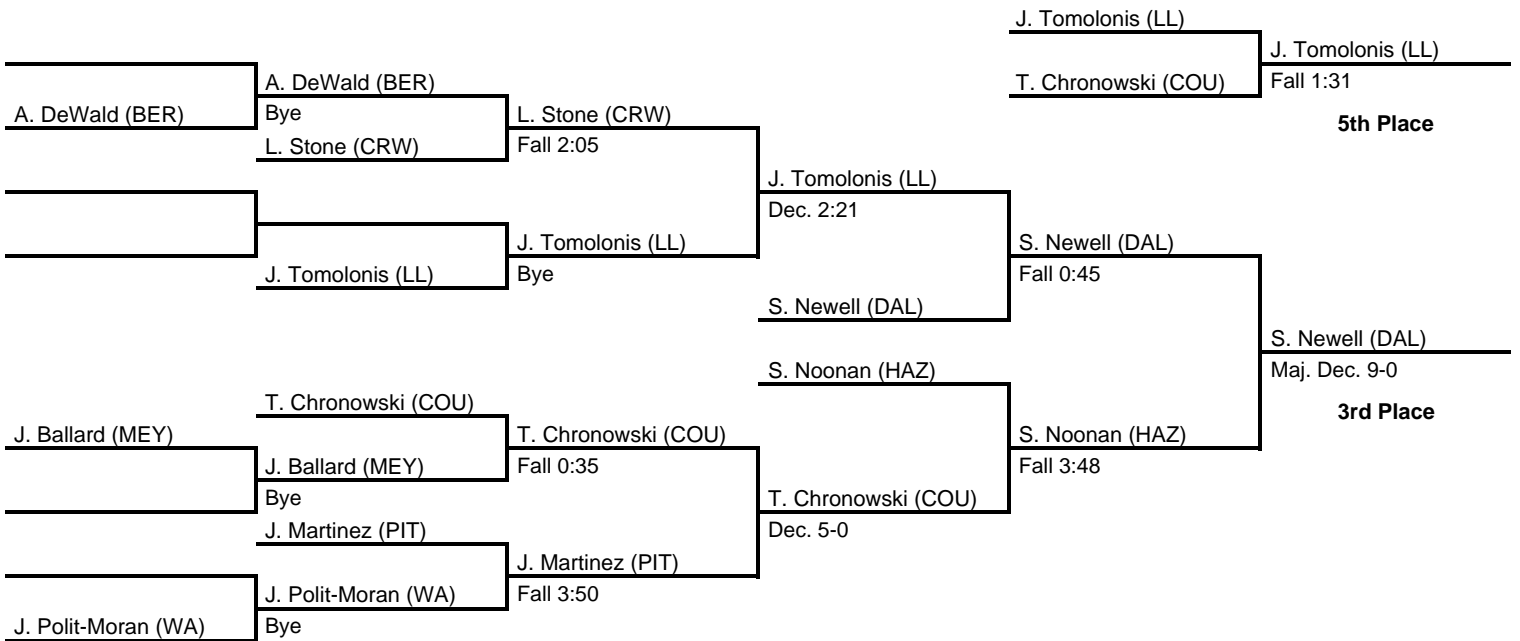 J. Tomolonis (LL)
J. Tomolonis (LL)
T. Chronowski (COU)
Fall 1:31
5th Place
A. DeWald (BER)
A. DeWald (BER)
Bye
L. Stone (CRW)
L. Stone (CRW)
Fall 2:05
J. Tomolonis (LL)
Dec. 2:21
J. Tomolonis (LL)
J. Tomolonis (LL)
Bye
S. Newell (DAL)
Fall 0:45
S. Newell (DAL)
S. Newell (DAL)
Maj. Dec. 9-0
3rd Place
S. Noonan (HAZ)
T. Chronowski (COU)
J. Ballard (MEY)
T. Chronowski (COU)
Fall 0:35
S. Noonan (HAZ)
Fall 3:48
J. Ballard (MEY)
Bye
T. Chronowski (COU)
Dec. 5-0
J. Martinez (PIT)
J. Martinez (PIT)
Fall 3:50
J. Polit-Moran (WA)
J. Polit-Moran (WA)
Bye